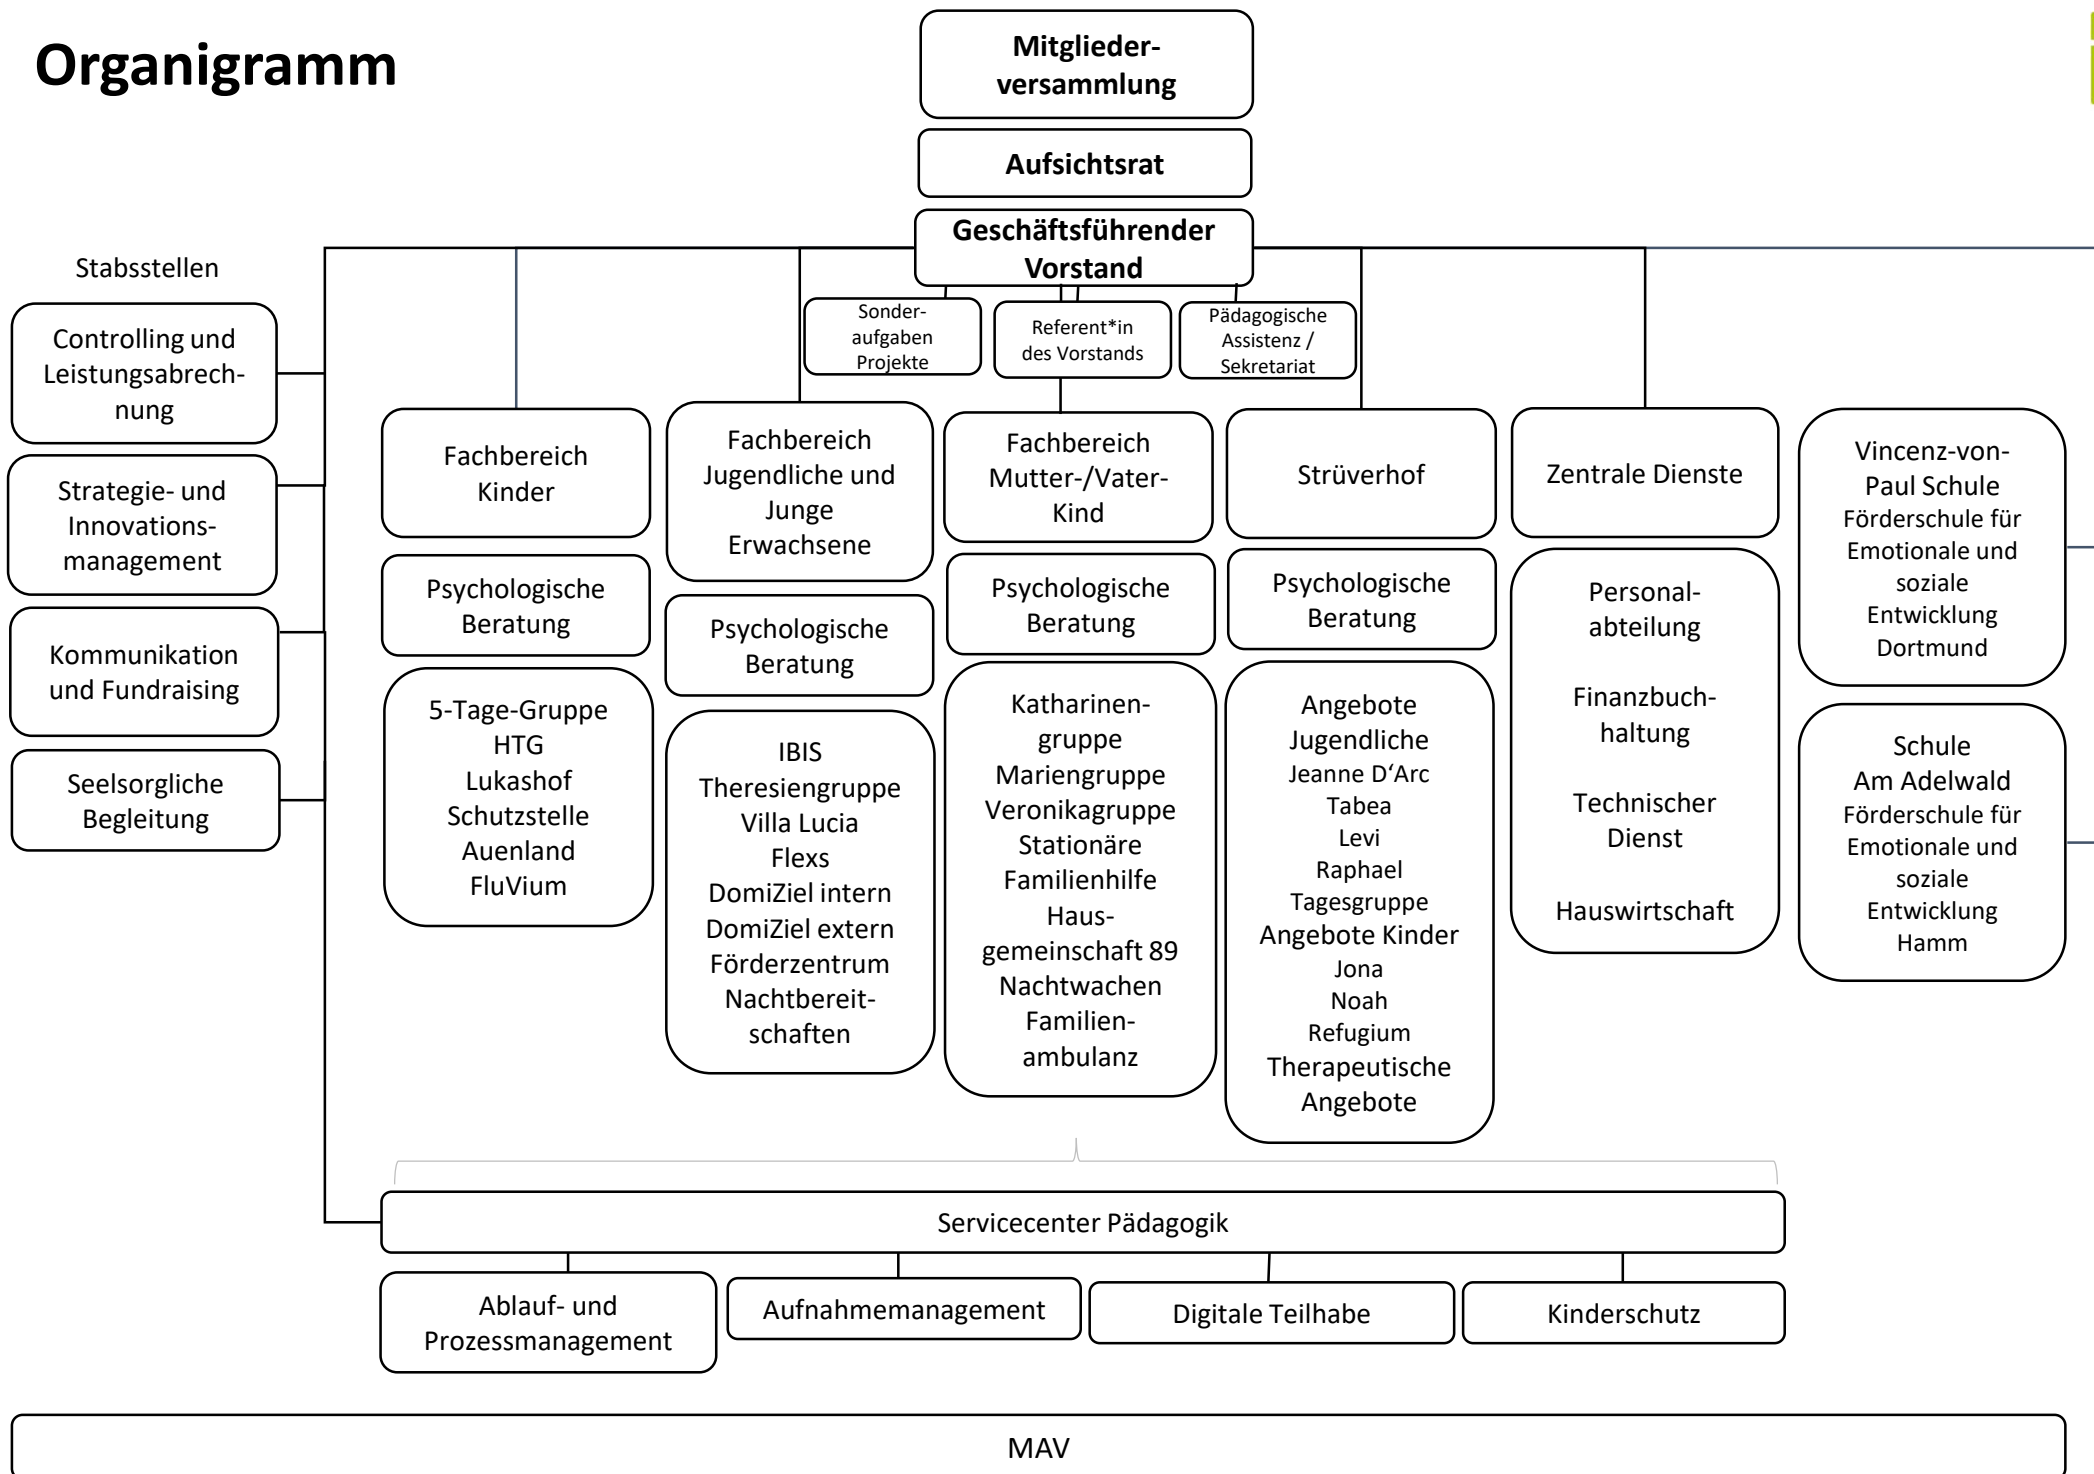 Organigramm
Mitglieder-
versammlung
Aufsichtsrat
Geschäftsführender
Vorstand
Sonder-
aufgaben
Projekte
Referent*in
des Vorstands
Pädagogische
Assistenz /
Sekretariat
Stabsstellen
Controlling und
Leistungsabrech-
nung
Strategie- und
Innovations-
management
Kommunikation
und Fundraising
Seelsorgliche
Begleitung
Fachbereich
Kinder
Psychologische
Beratung
5-Tage-Gruppe
HTG
Lukashof
Schutzstelle
Auenland
FluVium
Fachbereich
Jugendliche und
Junge
Erwachsene
Psychologische
Beratung
IBIS
Theresiengruppe
Villa Lucia
Flexs
DomiZiel intern
DomiZiel extern
Förderzentrum
Nachtbereit-
schaften
Fachbereich
Mutter-/Vater-
Kind
Psychologische
Beratung
Katharinen-
gruppe
Mariengruppe
Veronikagruppe
Stationäre
Familienhilfe
Haus-
gemeinschaft 89
Nachtwachen
Familien-
ambulanz
Strüverhof
Psychologische
Beratung
Angebote
Jugendliche
Jeanne D‘Arc
Tabea
Levi
Raphael
Tagesgruppe
Angebote Kinder
Jona
Noah
Refugium
Therapeutische
Angebote
Zentrale Dienste
Personal-
abteilung
Finanzbuch-
haltung
Technischer
Dienst
Hauswirtschaft
Vincenz-von-
Paul Schule
Förderschule für
Emotionale und
soziale
Entwicklung
Dortmund
Schule
Am Adelwald
Förderschule für
Emotionale und
soziale
Entwicklung
Hamm
Servicecenter Pädagogik
Ablauf- und
Prozessmanagement
Aufnahmemanagement
Digitale Teilhabe
Kinderschutz
MAV